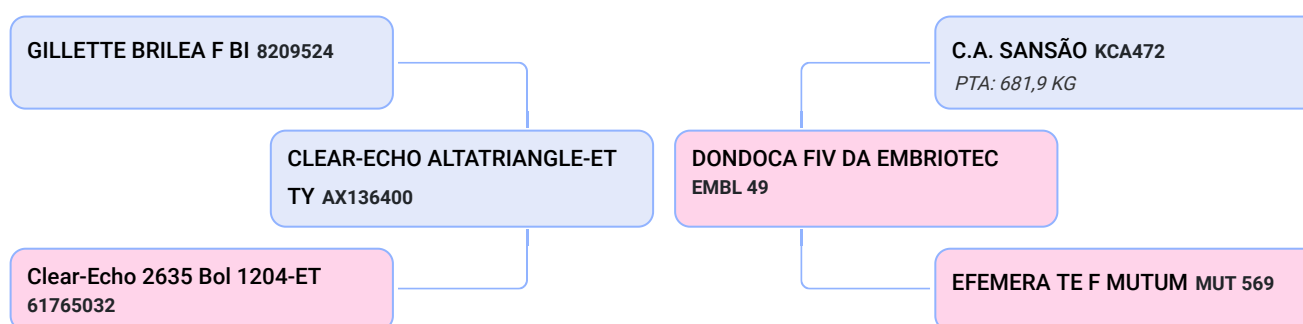 GILLETTE BRILEA F BI 8209524
C.A. SANSÃO KCA472
PTA: 681,9 KG
CLEAR-ECHO ALTATRIANGLE-ET
TY AX136400
DONDOCA FIV DA EMBRIOTEC
EMBL 49
Clear-Echo 2635 Bol 1204-ET
61765032
EFEMERA TE F MUTUM MUT 569